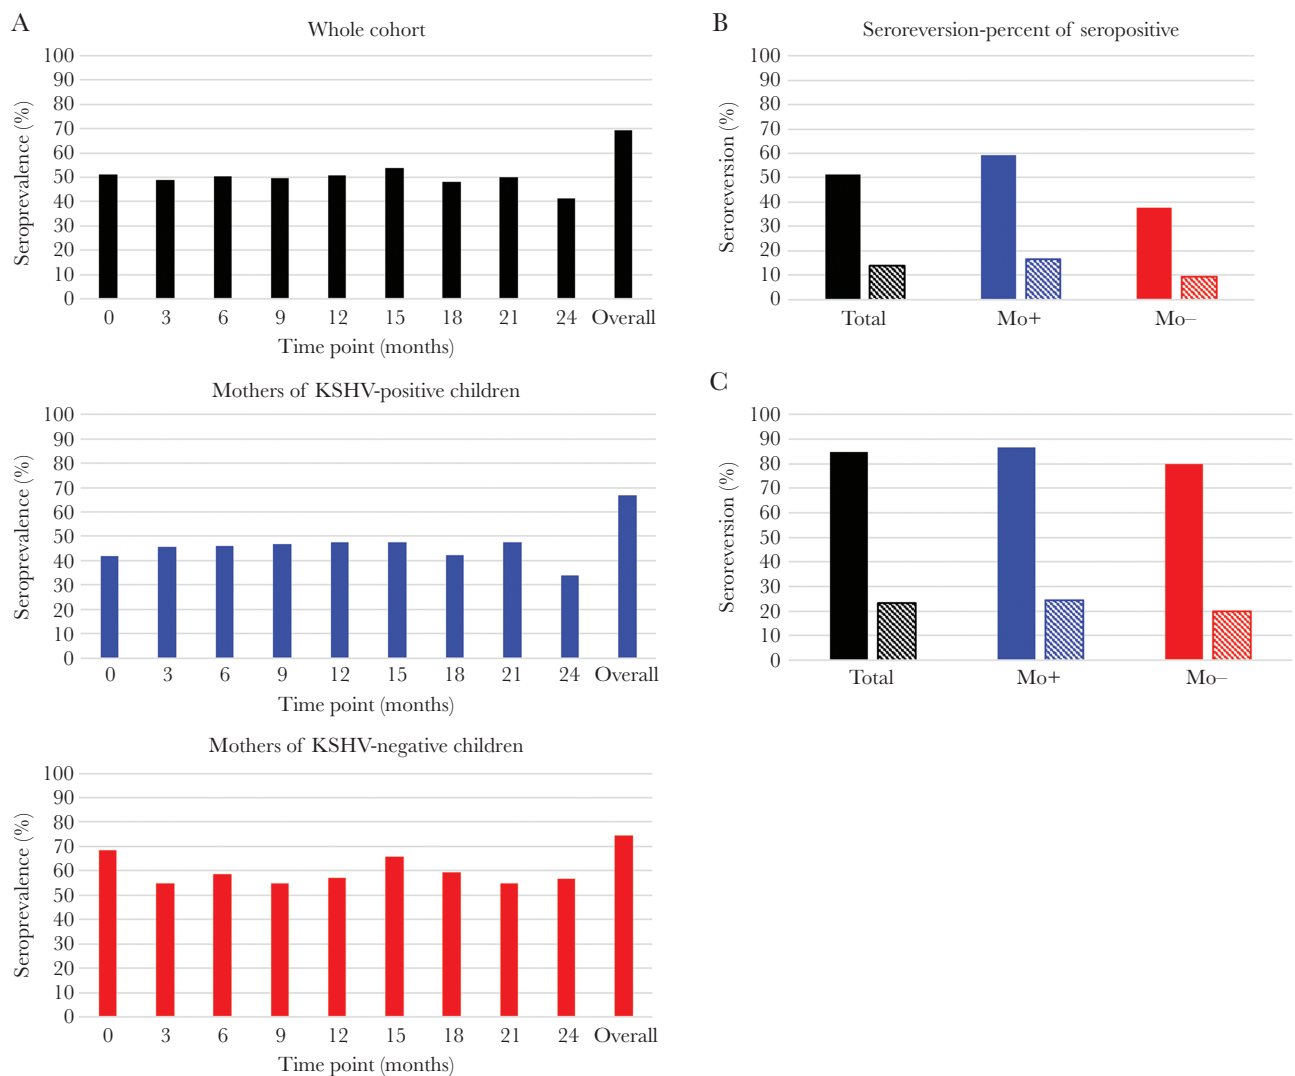 A
Whole cohort
Seroprevalence (%)
100
90
80
70
60
50
40
30
20
10
0
0 3 6 9 12 15 18 21 24 Overall
Time point (months)
Mothers of KSHV-positive children
Seroprevalence (%)
100
90
80
70
60
50
40
30
20
10
0
0 3 6 9 12 15 18 21 24 Overall
Time point (months)
Mothers of KSHV-negative children
Seroprevalence (%)
100
90
80
70
60
50
40
30
20
10
0
0 3 6 9 12 15 18 21 24 Overall
Time point (months)
B
Seroreversion-percent of seropositive
Seroreversion (%)
100
90
80
70
60
50
40
30
20
10
0
Total Mo+ Mo–
C
Seroreversion (%)
100
90
80
70
60
50
40
30
20
10
0
Total Mo+ Mo–